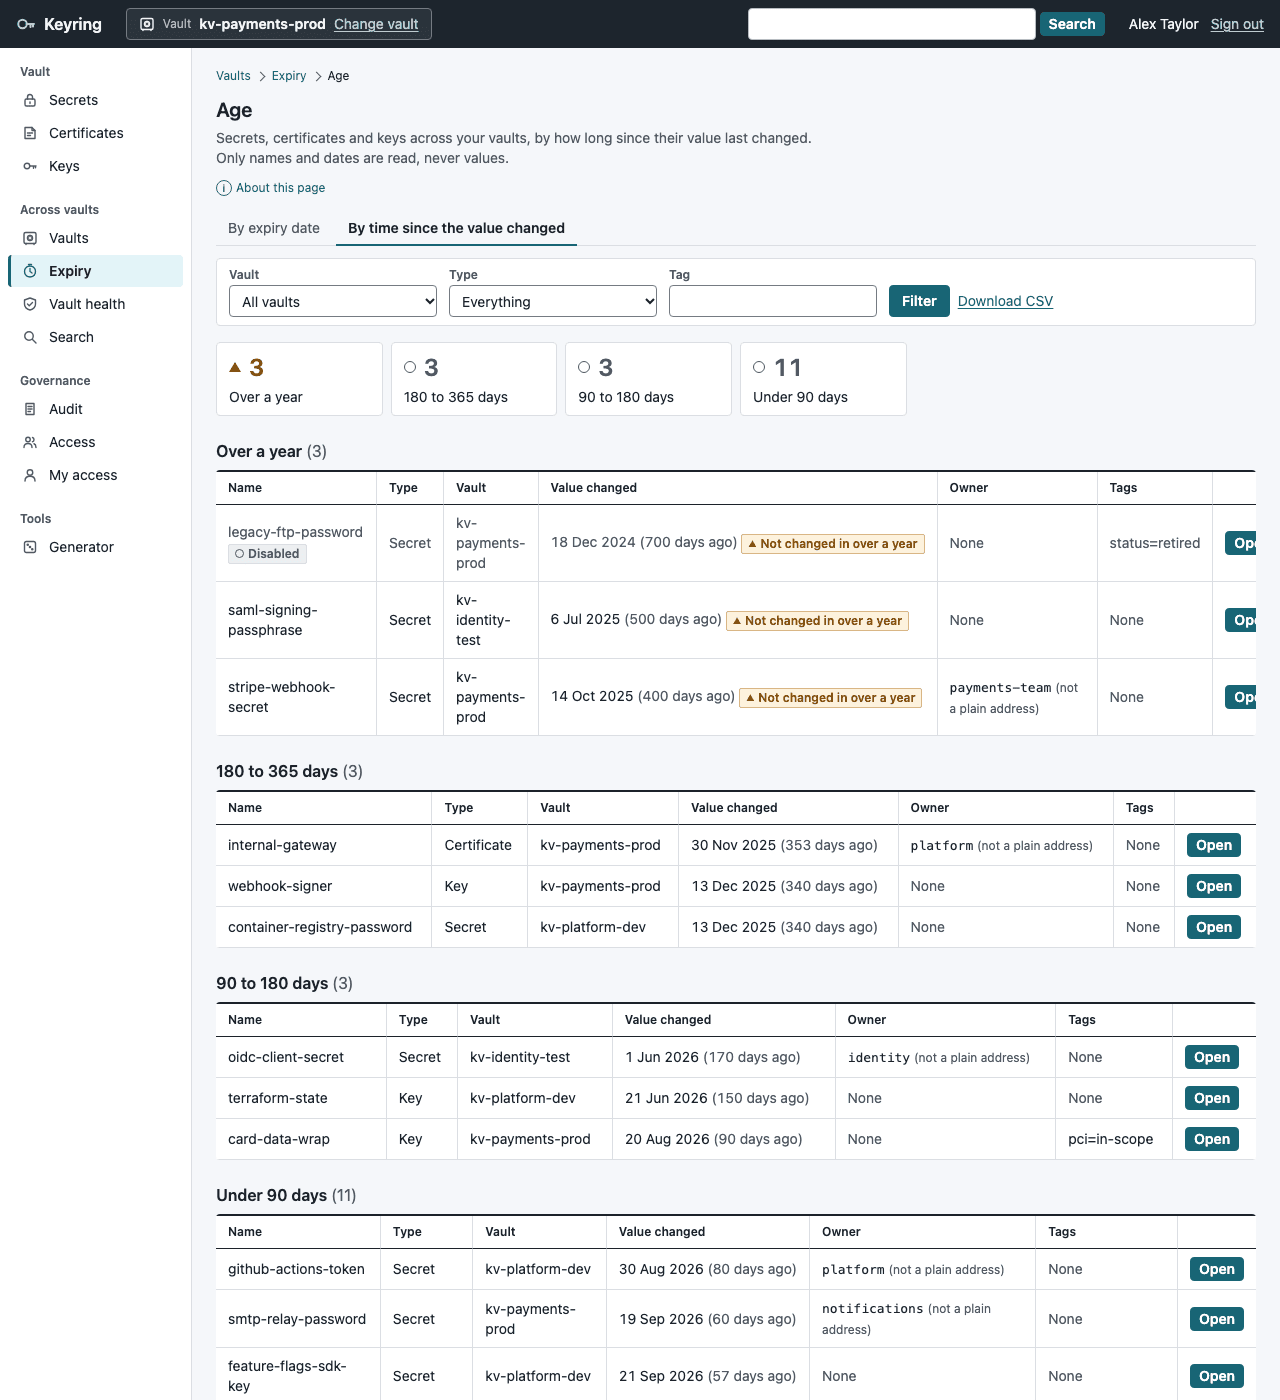 Keyring
Vault kv-payments-prod Change vault
Search
Alex Taylor Sign out
Vault
Secrets
Certificates
Keys
Across vaults
Vaults
Expiry
Vault health
Search
Governance
Audit
Access
My access
Tools
Generator
Vaults > Expiry > Age
Age
Secrets, certificates and keys across your vaults, by how long since their value last changed.
Only names and dates are read, never values.
About this page
By expiry date By time since the value changed
Vault Type Tag
All vaults Everything Filter Download CSV
3 3 3 11
Over a year 180 to 365 days 90 to 180 days Under 90 days
Over a year (3)
Name Type Vault Value changed Owner Tags
legacy-ftp-password Disabled Secret kv-payments-prod 18 Dec 2024 (700 days ago) Not changed in over a year None status=retired
saml-signing-passphrase Secret kv-identity-test 6 Jul 2025 (500 days ago) Not changed in over a year None None
stripe-webhook-secret Secret kv-payments-prod 14 Oct 2025 (400 days ago) Not changed in over a year payments-team (not a plain address) None
180 to 365 days (3)
Name Type Vault Value changed Owner Tags
internal-gateway Certificate kv-payments-prod 30 Nov 2025 (353 days ago) platform (not a plain address) None Open
webhook-signer Key kv-payments-prod 13 Dec 2025 (340 days ago) None None Open
container-registry-password Secret kv-platform-dev 13 Dec 2025 (340 days ago) None None Open
90 to 180 days (3)
Name Type Vault Value changed Owner Tags
oidc-client-secret Secret kv-identity-test 1 Jun 2026 (170 days ago) identity (not a plain address) None Open
terraform-state Key kv-platform-dev 21 Jun 2026 (150 days ago) None None Open
card-data-wrap Key kv-payments-prod 20 Aug 2026 (90 days ago) None pci=in-scope Open
Under 90 days (11)
Name Type Vault Value changed Owner Tags
github-actions-token Secret kv-platform-dev 30 Aug 2026 (80 days ago) platform (not a plain address) None Open
smtp-relay-password Secret kv-payments-prod 19 Sep 2026 (60 days ago) notifications (not a plain address) None Open
feature-flags-sdk-key Secret kv-platform-dev 21 Sep 2026 (57 days ago) None None Open